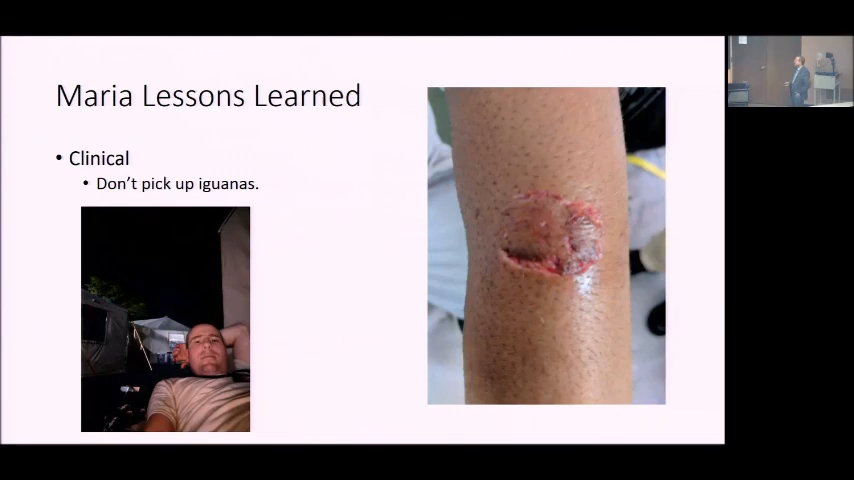 Maria Lessons Learned
• Clinical
• Don't pick up iguanas.